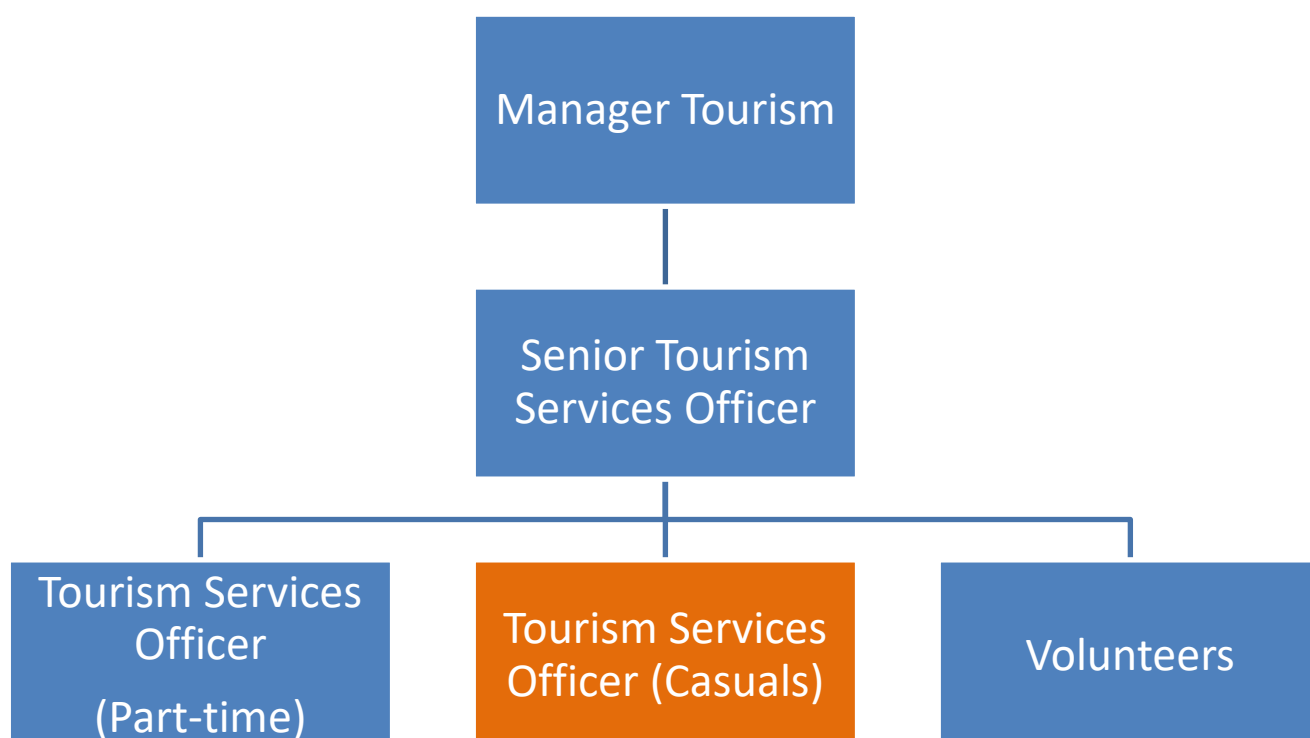 Manager Tourism
Senior Tourism
Services Officer
Tourism Services
Officer
(Part-time)
Tourism Services
Officer (Casuals)
Volunteers